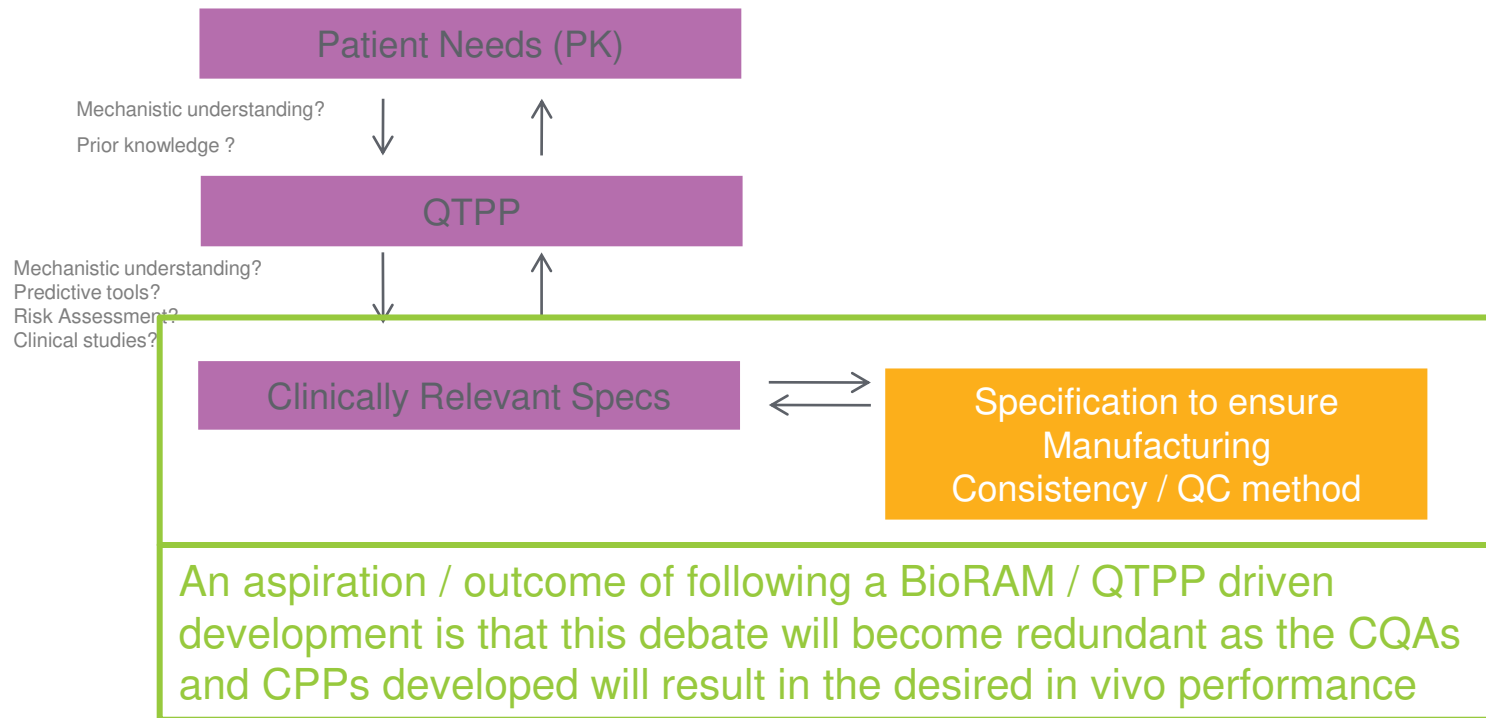 Patient Needs (PK)
Mechanistic understanding?
Prior knowledge ?
QTPP
Mechanistic understanding?
Predictive tools?
Risk Assessment?
Clinical studies?
Clinically Relevant Specs
Specification to ensure
Manufacturing
Consistency / QC method
An aspiration / outcome of following a BioRAM / QTPP driven
development is that this debate will become redundant as the CQAs
and CPPs developed will result in the desired in vivo performance